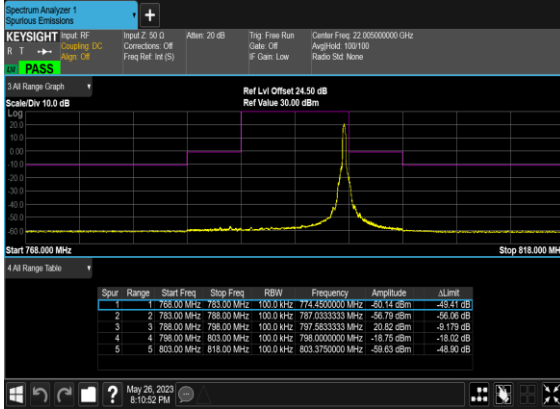 Spectrum Analyzer 1
Spurious Emissions
+
KEYSIGHT Input: RF Input Z: 50 Ω Atten: 20 dB Trig: Free Run Center Freq: 22.005000000 GHz
R T Coupling: DC Corrections: Off Gate: Off Avg|Hold: 100/100
Align: Off Freq Ref: Int (S) IF Gain: Low Radio Std: None
PASS
3 All Range Graph
Ref Lvl Offset 24.50 dB
Scale/Div 10.0 dB Ref Value 30.00 dBm
Log
20.0
10.0
0.00
-10.0
-20.0
-30.0
-40.0
-50.0
-60.0
Start 768.000 MHz Stop 818.000 MHz
4 All Range Table
Spur Range Start Freq Stop Freq RBW Frequency Amplitude ΔLimit
1 1 768.00 MHz 783.00 MHz 100.0 kHz 774.4500000 MHz -60.14 dBm -49.41 dB
2 2 783.00 MHz 788.00 MHz 100.0 kHz 787.0333333 MHz -56.79 dBm -56.06 dB
3 3 788.00 MHz 798.00 MHz 100.0 kHz 797.5833333 MHz 20.82 dBm -9.179 dB
4 4 798.00 MHz 803.00 MHz 100.0 kHz 798.0000000 MHz -18.75 dBm -18.02 dB
5 5 803.00 MHz 818.00 MHz 100.0 kHz 803.3750000 MHz -59.63 dBm -48.90 dB
? May 26, 2023
8:10:52 PM